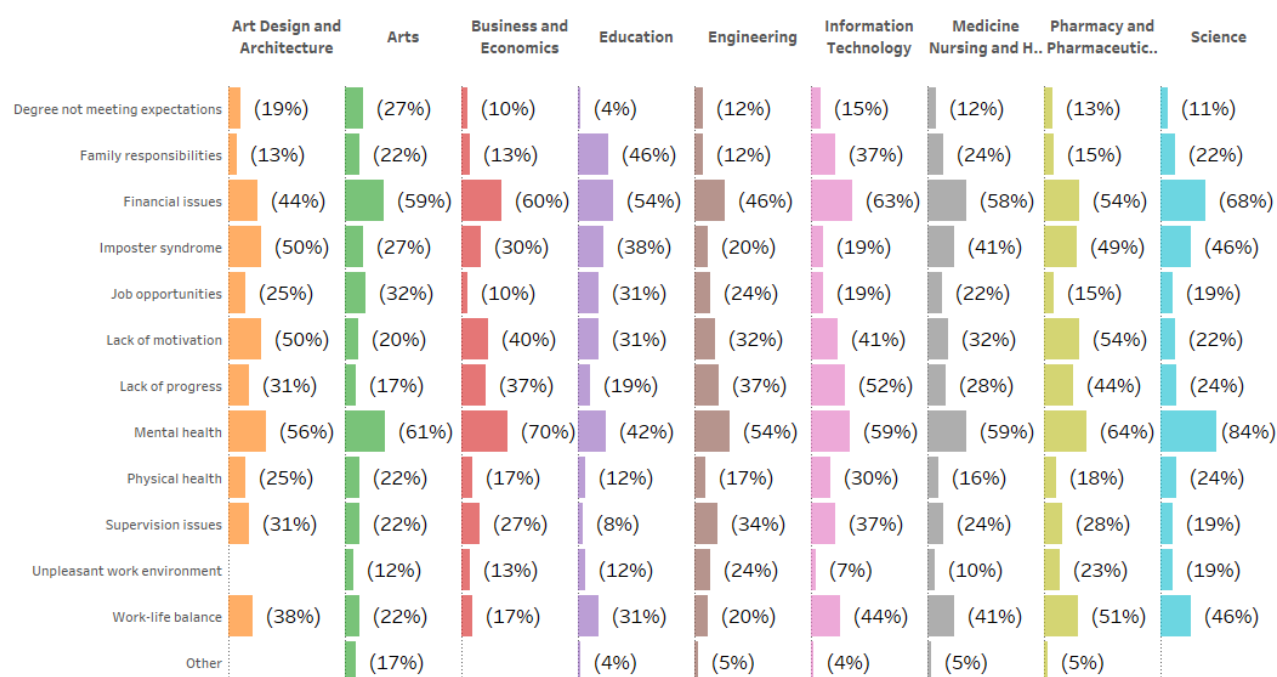 Art Design and Architecture Arts Business and Economics Education Engineering Information Technology Medicine Nursing and H.. Pharmacy and Pharmaceutic.. Science
Degree not meeting expectations (19%) (27%) (10%) (4%) (12%) (15%) (12%) (13%) (11%)
Family responsibilities (13%) (22%) (13%) (46%) (12%) (37%) (24%) (15%) (22%)
Financial issues (44%) (59%) (60%) (54%) (46%) (63%) (58%) (54%) (68%)
Imposter syndrome (50%) (27%) (30%) (38%) (20%) (19%) (41%) (49%) (46%)
Job opportunities (25%) (32%) (10%) (31%) (24%) (19%) (22%) (15%) (19%)
Lack of motivation (50%) (20%) (40%) (31%) (32%) (41%) (32%) (54%) (22%)
Lack of progress (31%) (17%) (37%) (19%) (37%) (52%) (28%) (44%) (24%)
Mental health (56%) (61%) (70%) (42%) (54%) (59%) (59%) (64%) (84%)
Physical health (25%) (22%) (17%) (12%) (17%) (30%) (16%) (18%) (24%)
Supervision issues (31%) (22%) (27%) (8%) (34%) (37%) (24%) (28%) (19%)
Unpleasant work environment (12%) (13%) (12%) (24%) (7%) (10%) (23%) (19%)
Work-life balance (38%) (22%) (17%) (31%) (20%) (44%) (41%) (51%) (46%)
Other (17%) (4%) (5%) (4%) (5%) (5%)